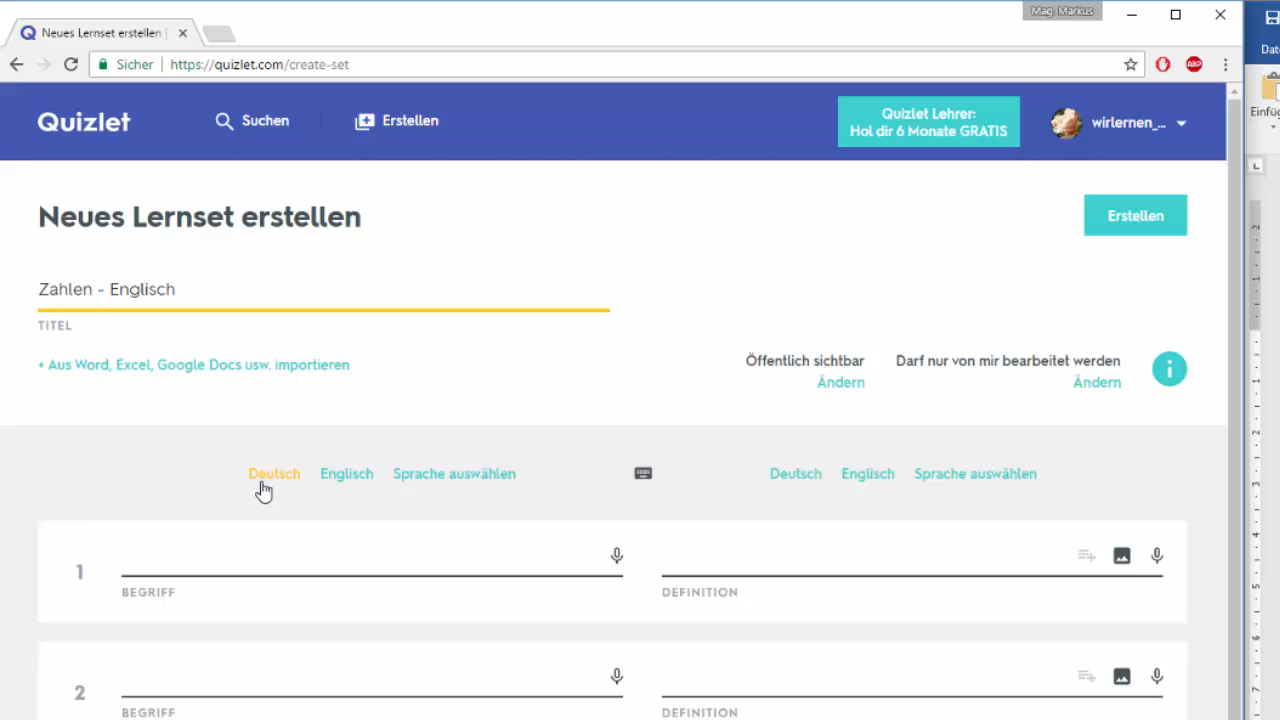 Mag. Markus
Neues Lernset erstellen
Sicher | https://quizlet.com/create-set
Date
Einfüg
Quizlet
Suchen
Erstellen
Quizlet Lehrer:
Hol dir 6 Monate GRATIS
wirlernen_...
Neues Lernset erstellen
Erstellen
Zahlen - Englisch
TITEL
+ Aus Word, Excel, Google Docs usw. importieren
Öffentlich sichtbar
Ändern
Darf nur von mir bearbeitet werden
Ändern
Deutsch Englisch Sprache auswählen
Deutsch Englisch Sprache auswählen
1
BEGRIFF
DEFINITION
2
BEGRIFF
DEFINITION